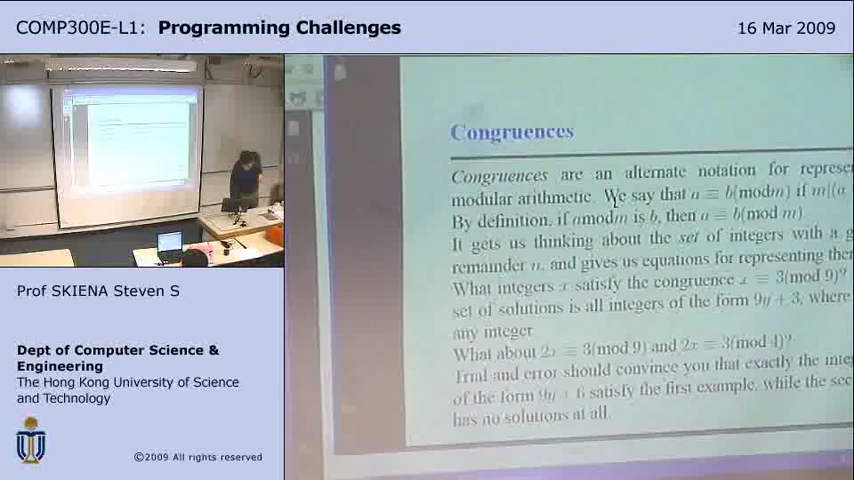 COMP300E-L1: Programming Challenges
16 Mar 2009
Congruences
Congruences are an alternate notation for
modular arithmetic. We say that a ≡ b(modm) if m|(a
By definition, if amodm is b, then a ≡ b(mod m)
It gets us thinking about the set of integers with a
remainder n, and gives us equations for representing
What integers x satisfy the congruence x ≡ 3(mod 9)?
set of solutions is all integers of the form 9y + 3, where
any integer
What about 2x ≡ 3(mod 9) and 2x ≡ 3(mod 4)?
Trial and error should convince you that exactly the
of the form 9y + 6 satisfy the first example, while the
has no solutions at all.
Prof SKIENA Steven S
Dept of Computer Science &
Engineering
The Hong Kong University of Science
and Technology
©2009 All rights reserved